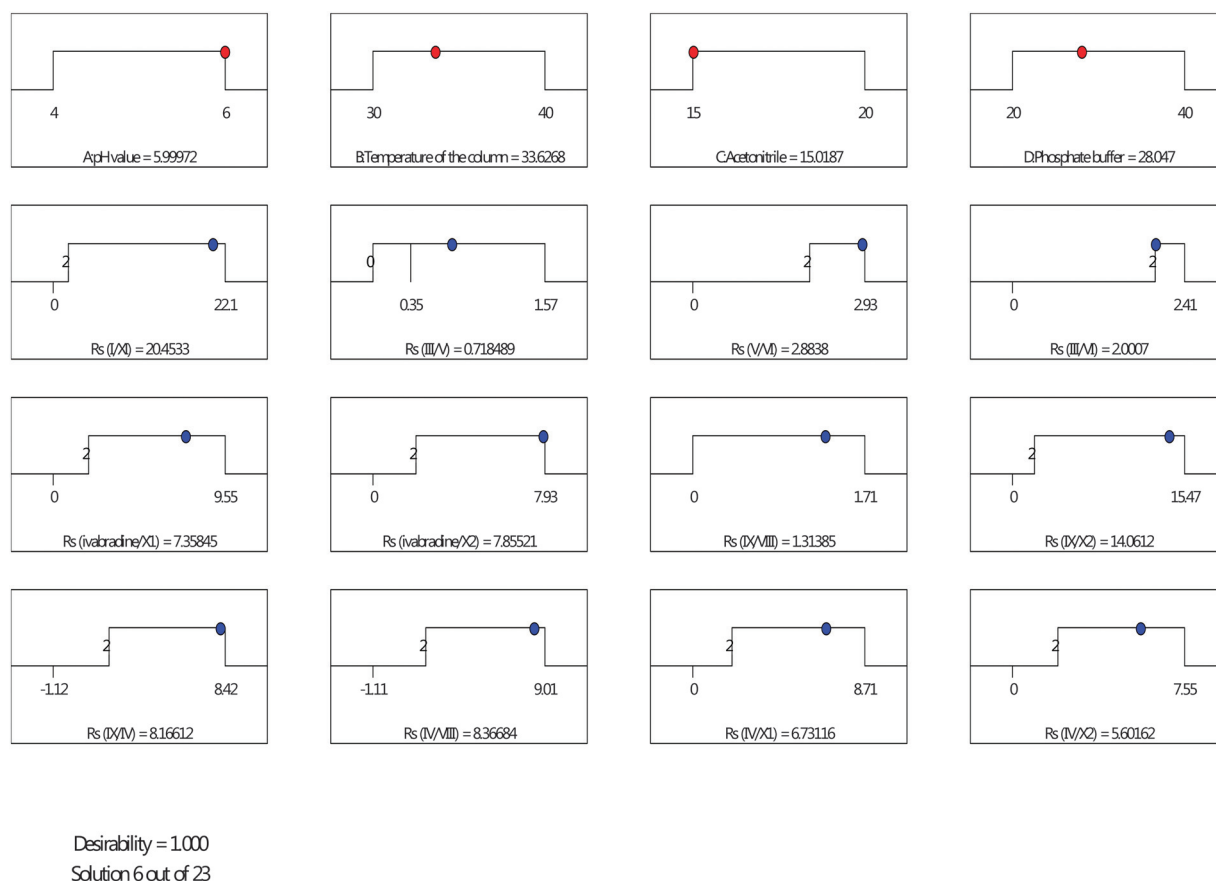 4 6
A:pH value = 5.99972
30 40
B:Temperature of the column = 33.6268
15 20
C:Acetonitrile = 15.0187
20 40
D:Phosphate buffer = 28.047
2
0 22.1
Rs (I/XI) = 20.4533
0
0.35 1.57
Rs (III/V) = 0.718489
2
0 2.93
Rs (V/VI) = 2.8838
2
0 2.41
Rs (III/VI) = 2.0007
2
0 9.55
Rs (ivabradine/X1) = 7.35845
2
0 7.93
Rs (ivabradine/X2) = 7.85521
0 1.71
Rs (IX/VIII) = 1.31385
2
0 15.47
Rs (IX/X2) = 14.0612
2
-1.12 8.42
Rs (IX/IV) = 8.16612
2
-1.11 9.01
Rs (IV/VIII) = 8.36684
2
0 8.71
Rs (IV/X1) = 6.73116
2
0 7.55
Rs (IV/X2) = 5.60162
Desirability = 1.000
Solution 6 out of 23